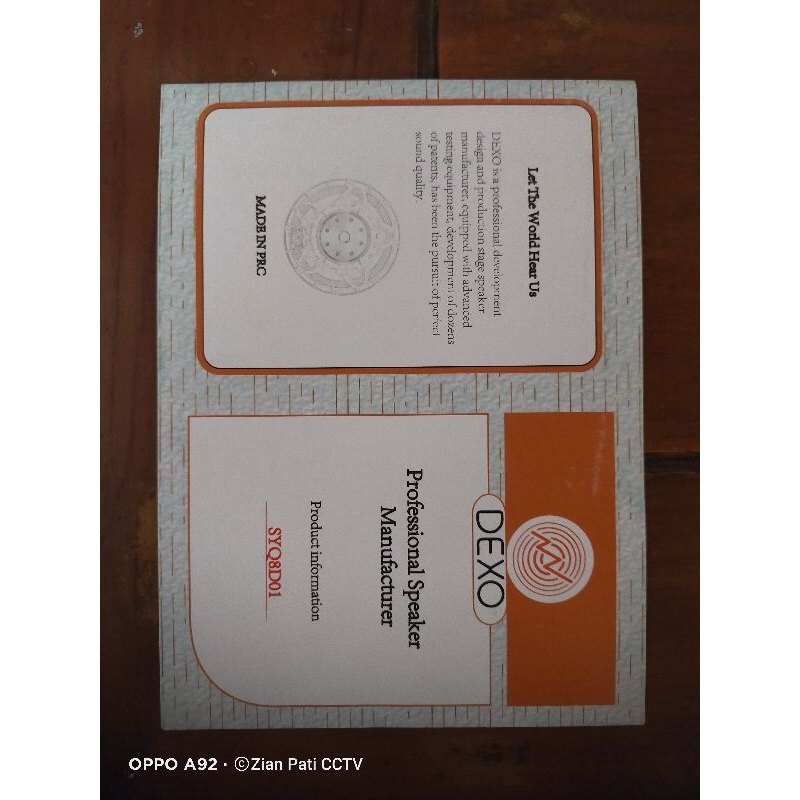 Let The World Hear Us
DEXO is a professional development
design and production stage speaker
manufacturer, equipped with advanced
testing equipment, development of dozens
of patents, has been the pursuit of perfect
sound quality.
MADE IN PRC
DEXO
Professional Speaker
Manufacturer
Product information
SYQ8D01
OPPO A92 · ©Zian Pati CCTV